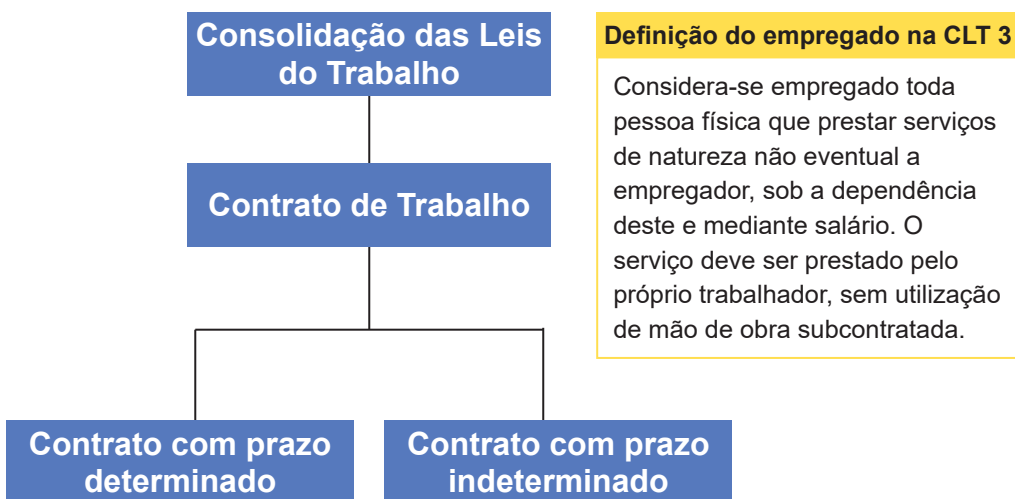 Consolidação das Leis
do Trabalho
Contrato de Trabalho
Contrato com prazo
determinado
Contrato com prazo
indeterminado
Definição do empregado na CLT 3
Considera-se empregado toda
pessoa física que prestar serviços
de natureza não eventual a
empregador, sob a dependência
deste e mediante salário. O
serviço deve ser prestado pelo
próprio trabalhador, sem utilização
de mão de obra subcontratada.